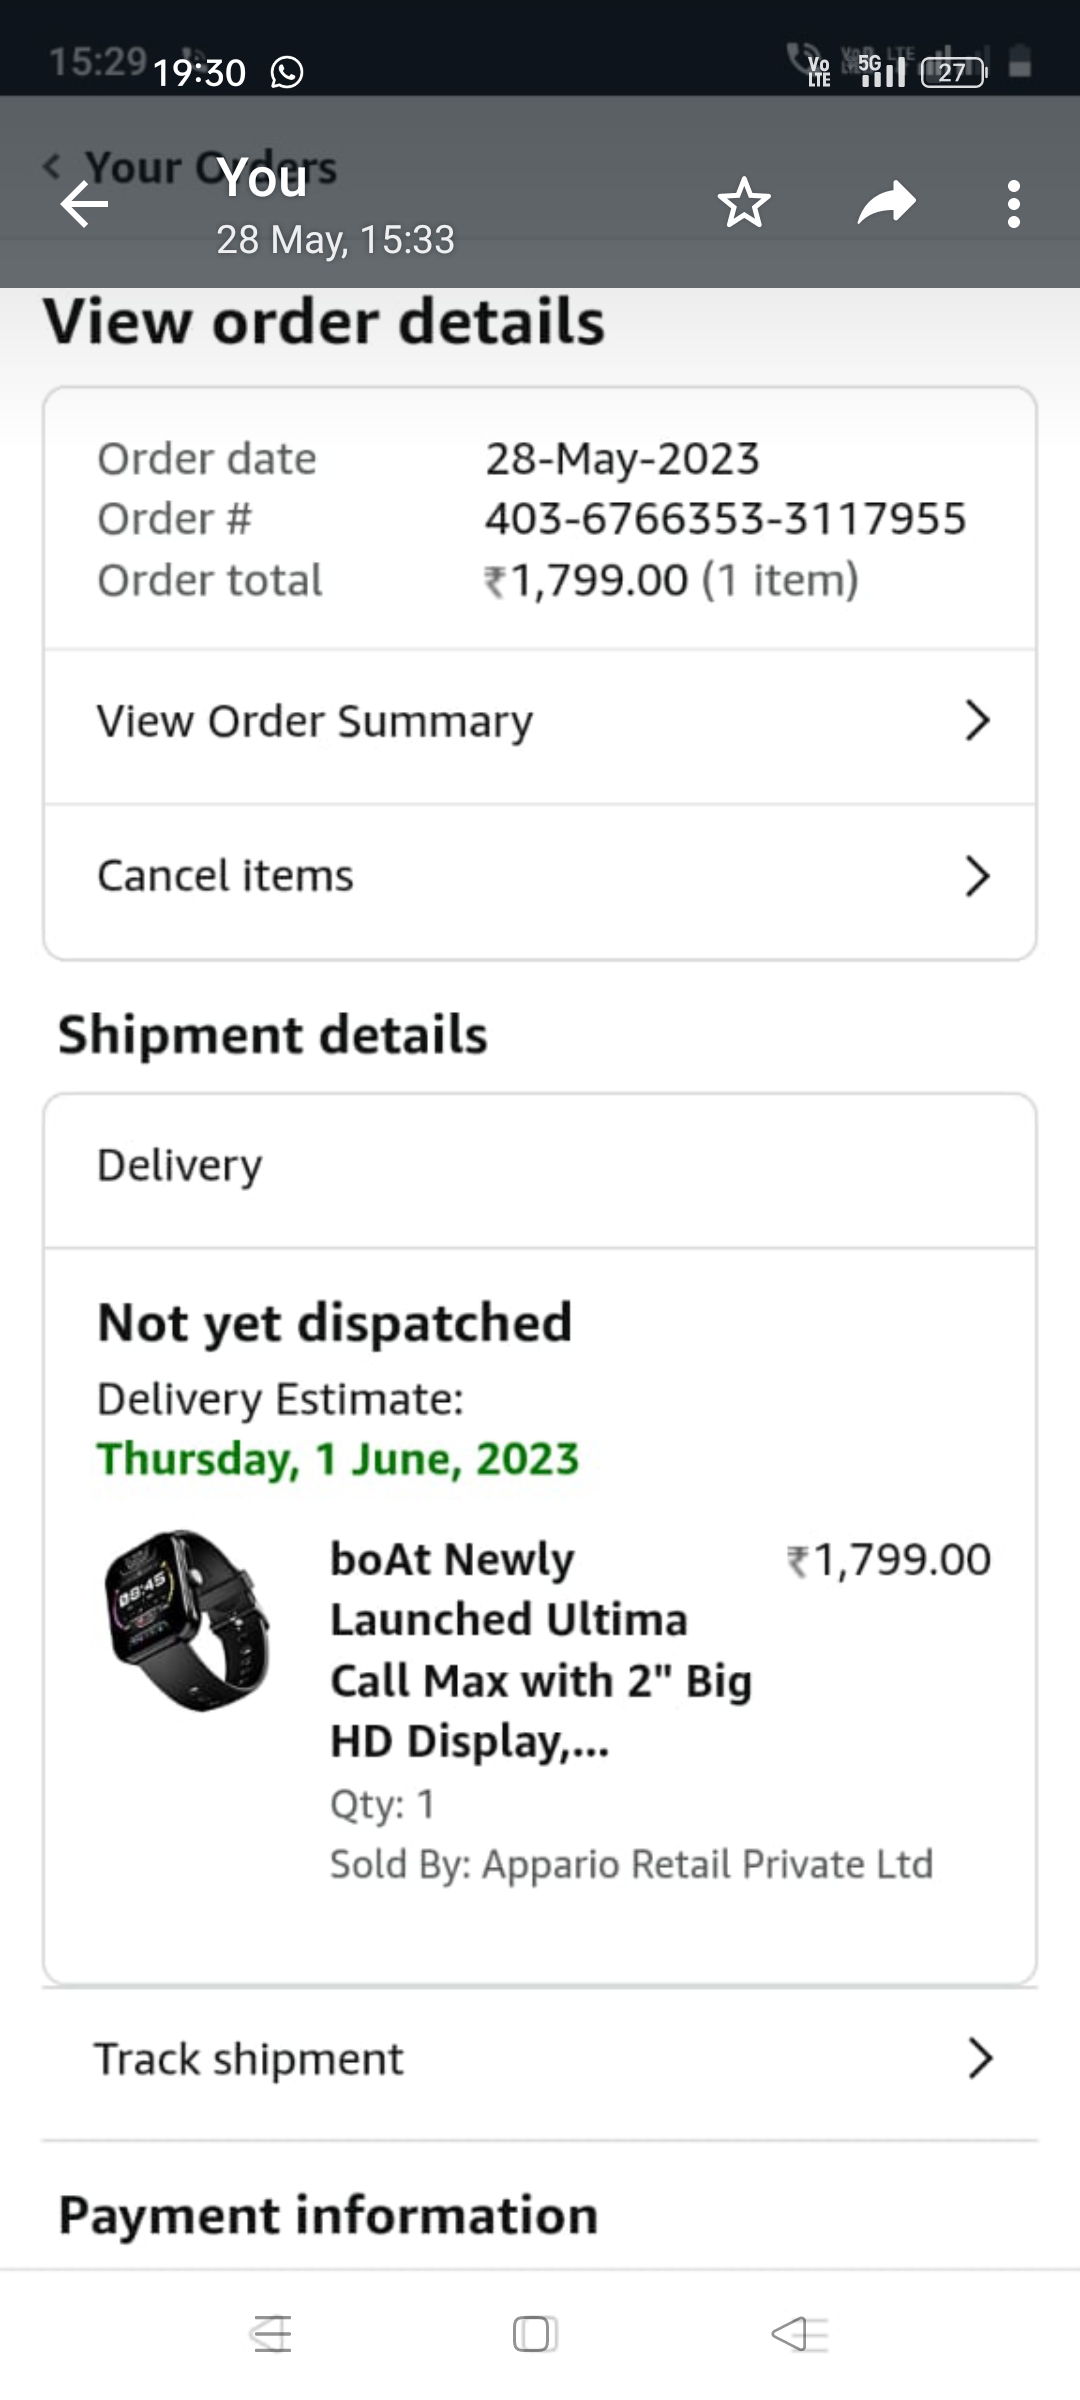 15:29
19:30
Vo LTE 5G 27
Your Orders
You
28 May, 15:33
View order details
Order date 28-May-2023
Order # 403-6766353-3117955
Order total ₹1,799.00 (1 item)
View Order Summary
Cancel items
Shipment details
Delivery
Not yet dispatched
Delivery Estimate:
Thursday, 1 June, 2023
08:45
boAt Newly ₹1,799.00
Launched Ultima
Call Max with 2" Big
HD Display,...
Qty: 1
Sold By: Appario Retail Private Ltd
Track shipment
Payment information